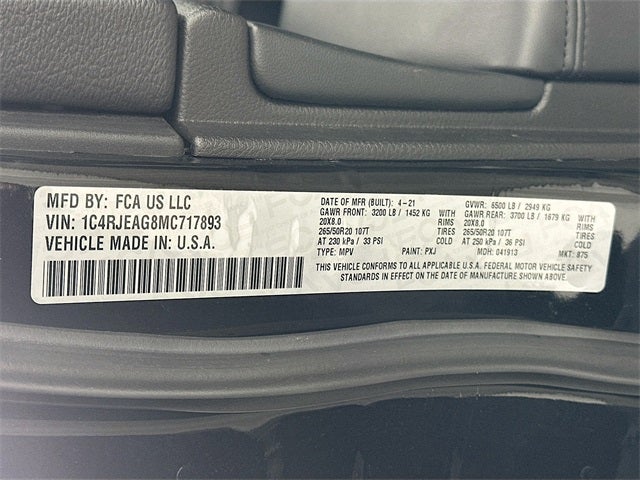 MFD BY: FCA US LLC
VIN: 1C4RJEAG8MC717893
VEHICLE MADE IN: U.S.A.
DATE OF MFR (BUILT): 4-21 GVWR: 6500 LB / 2949 KG
GAWR FRONT: 3200 LB / 1452 KG WITH GAWR REAR: 3700 LB / 1679 KG WITH
20X8.0 RIMS 20X8.0 RIMS
265/50R20 107T TIRES 265/50R20 107T TIRES
AT 230 kPa / 33 PSI COLD AT 250 kPa / 36 PSI COLD
TYPE: MPV PAINT: PXJ MDH: 041913 MKT: 875
THIS VEHICLE CONFORMS TO ALL APPLICABLE U.S.A. FEDERAL MOTOR VEHICLE SAFETY
STANDARDS IN EFFECT ON THE DATE OF MANUFACTURE SHOWN ABOVE.